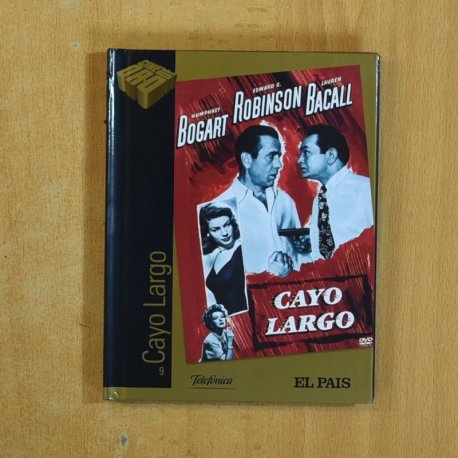 HUMPHREY
BOGART
EDWARD G.
ROBINSON
LAUREN
BACALL
CAYO
LARGO
DVD
9 Cayo Largo
Telefónica
EL PAIS